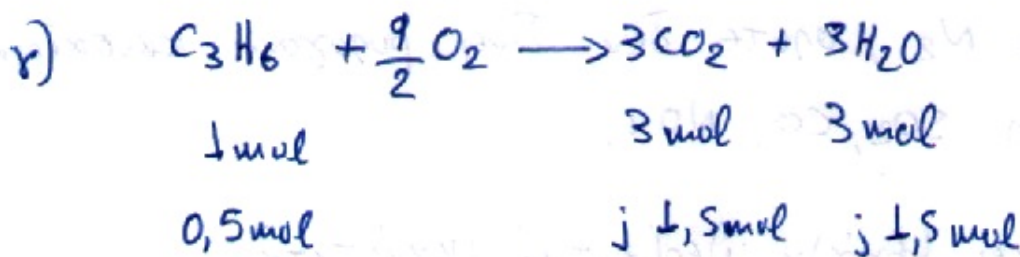 γ) C₃H₆ + 9/2 O₂ ⟶ 3CO₂ + 3H₂O
1mol 3mol 3mol
0,5mol ; 1,5mol ; 1,5mol